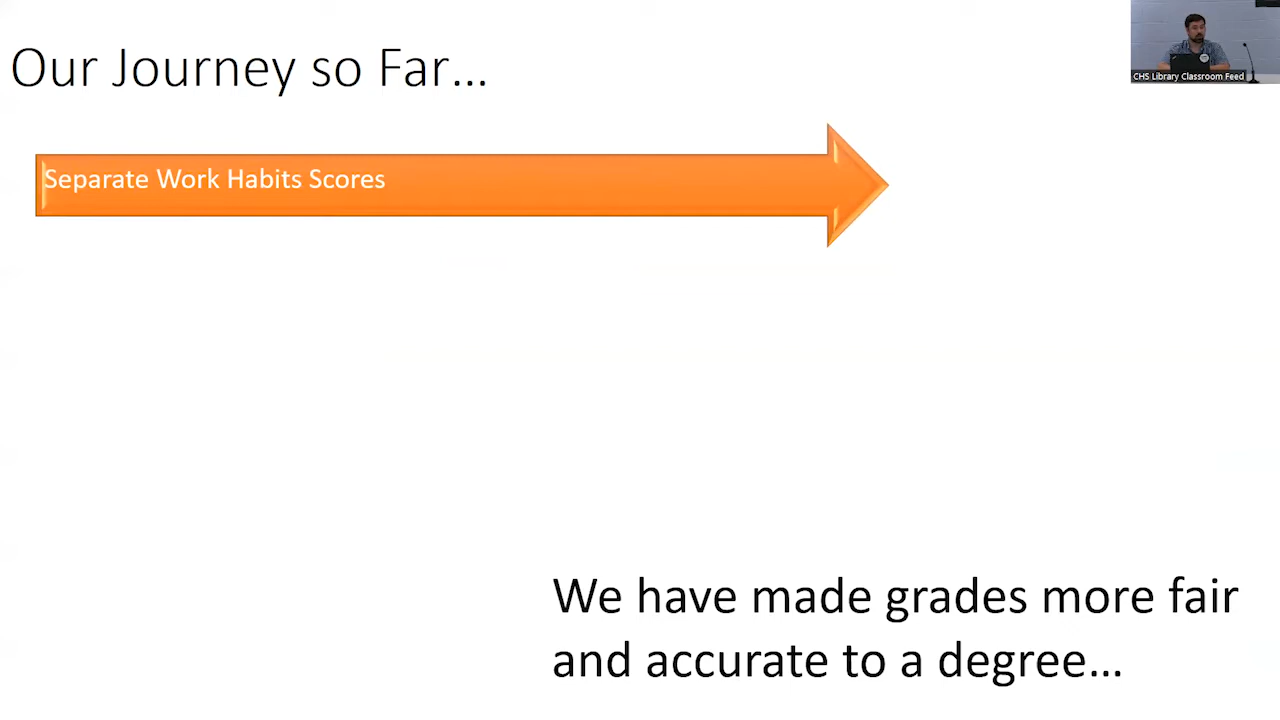 Our Journey so Far...
CHS Library Classroom Feed
Separate Work Habits Scores
We have made grades more fair
and accurate to a degree...